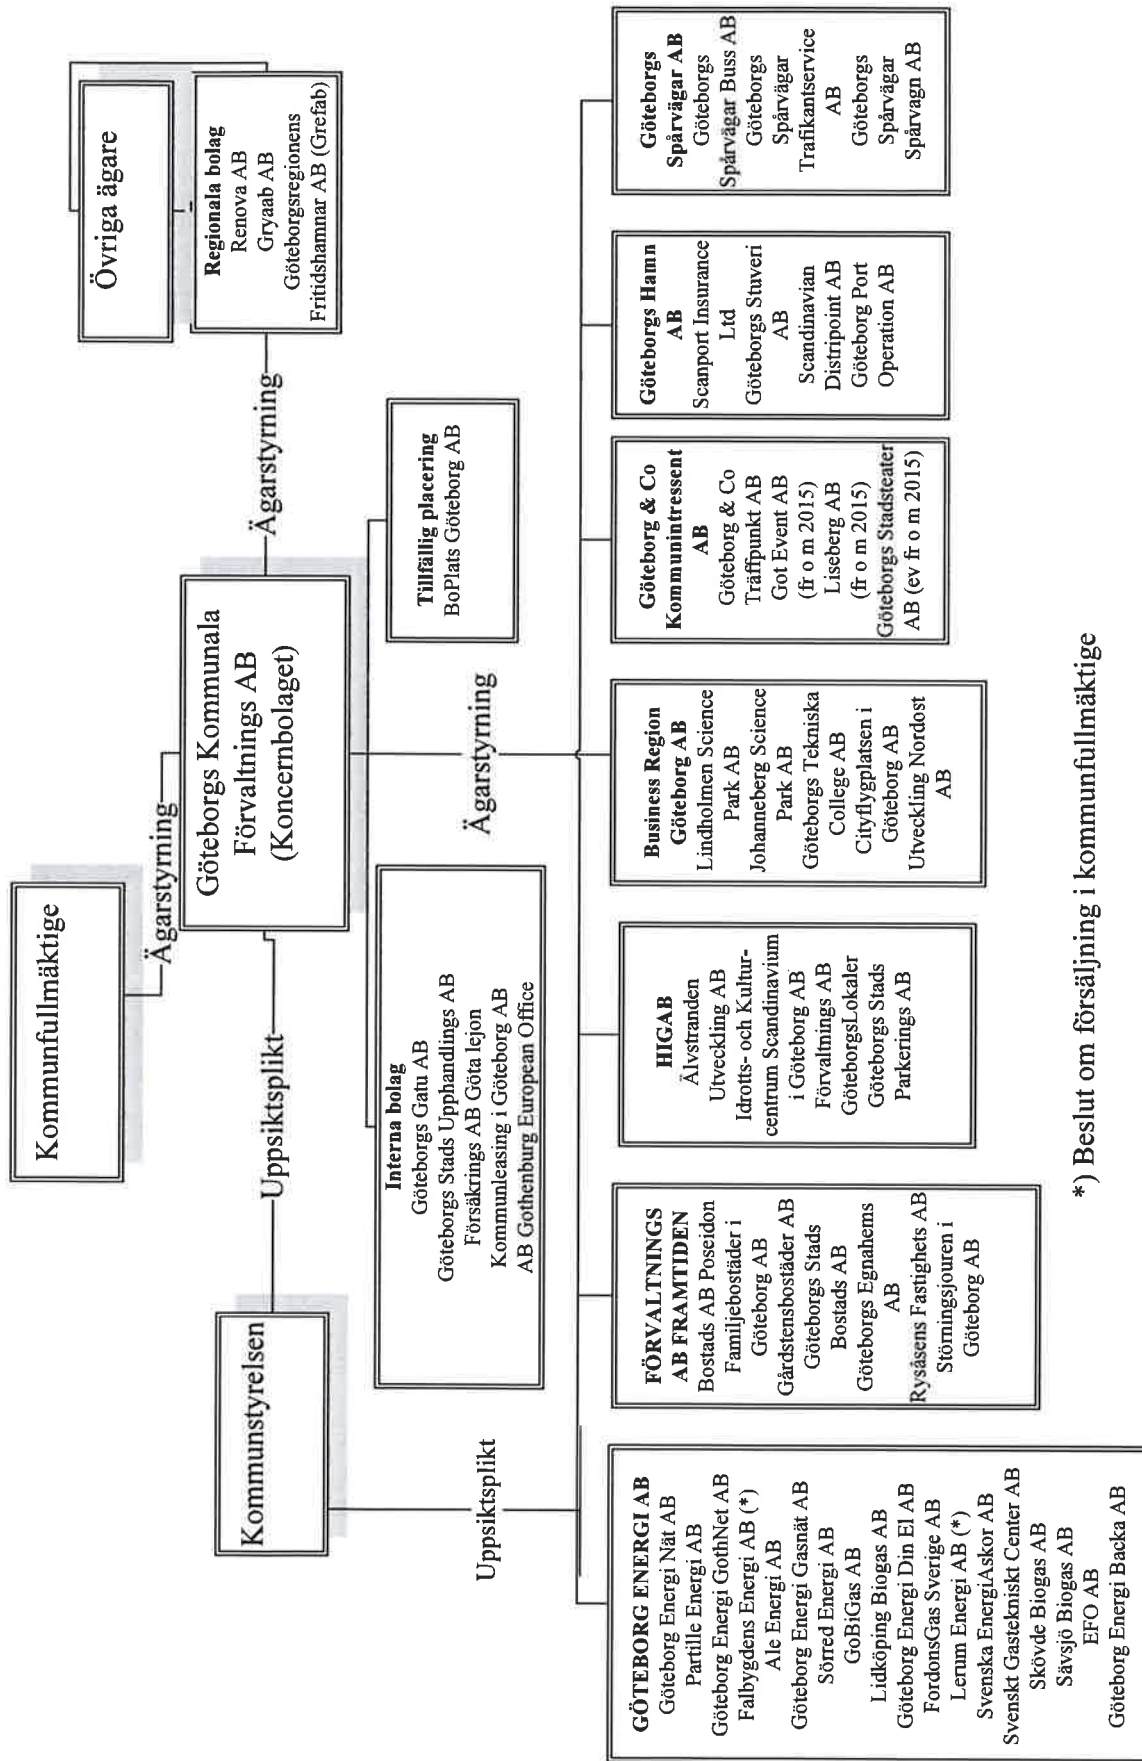 Kommunfullmäktige
Ägarstyrning
Övriga ägare
Kommunstyrelsen
Uppsiktsplikt
Göteborgs Kommunala
Förvaltnings AB
(Koncernbolaget)
Ägarstyrning
Regionala bolag
Renova AB
Gryaab AB
Göteborgsregionens
Fritidshamnar AB (Grefab)
Interna bolag
Göteborgs Gatu AB
Göteborgs Stads Upphandlings AB
Försäkrings AB Göta lejon
Kommunleasing i Göteborg AB
AB Gothenburg European Office
Tillfällig placering
BoPlats Göteborg AB
Uppsiktsplikt
Ägarstyrning
GÖTEBORG ENERGI AB
Göteborg Energi Nät AB
Partille Energi AB
Göteborg Energi GothNet AB
Falbygdens Energi AB (*)
Ale Energi AB
Göteborg Energi Gasnät AB
Sörred Energi AB
GoBiGas AB
Lidköping Biogas AB
Göteborg Energi Din El AB
FordonsGas Sverige AB
Lerum Energi AB (*)
Svenska EnergiAskor AB
Svenskt Gastekniskt Center AB
Skövde Biogas AB
Sävsjö Biogas AB
EFO AB
Göteborg Energi Backa AB
FÖRVALTNINGS
AB FRAMTIDEN
Bostads AB Poseidon
Familjebostäder i
Göteborg AB
Gårdstensbostäder AB
Göteborgs Stads
Bostads AB
Göteborgs Egnahems
AB
Rysåsens Fastighets AB
Störningsjouren i
Göteborg AB
HIGAB
Älvstranden
Utveckling AB
Idrotts- och Kultur-
centrum Scandinavium
i Göteborg AB
Förvaltnings AB
GöteborgsLokaler
Göteborgs Stads
Parkerings AB
Business Region
Göteborg AB
Lindholmen Science
Park AB
Johanneberg Science
Park AB
Göteborgs Tekniska
College AB
Cityflygplatsen i
Göteborg AB
Utveckling Nordost
AB
Göteborg & Co
Kommunintressent
AB
Göteborg & Co
Träffpunkt AB
Got Event AB
(fr o m 2015)
Liseberg AB
(fr o m 2015)
Göteborgs Stadsteater
AB (ev fr o m 2015)
Göteborgs Hamn
AB
Scanport Insurance
Ltd
Göteborgs Stuveri
AB
Scandinavian
Distripoint AB
Göteborg Port
Operation AB
Göteborgs
Spårvägar AB
Göteborgs
Spårvägar Buss AB
Göteborgs
Spårvägar
Trafikantservice
AB
Göteborgs
Spårvägar
Spårvagn AB
*) Beslut om försäljning i kommunfullmäktige